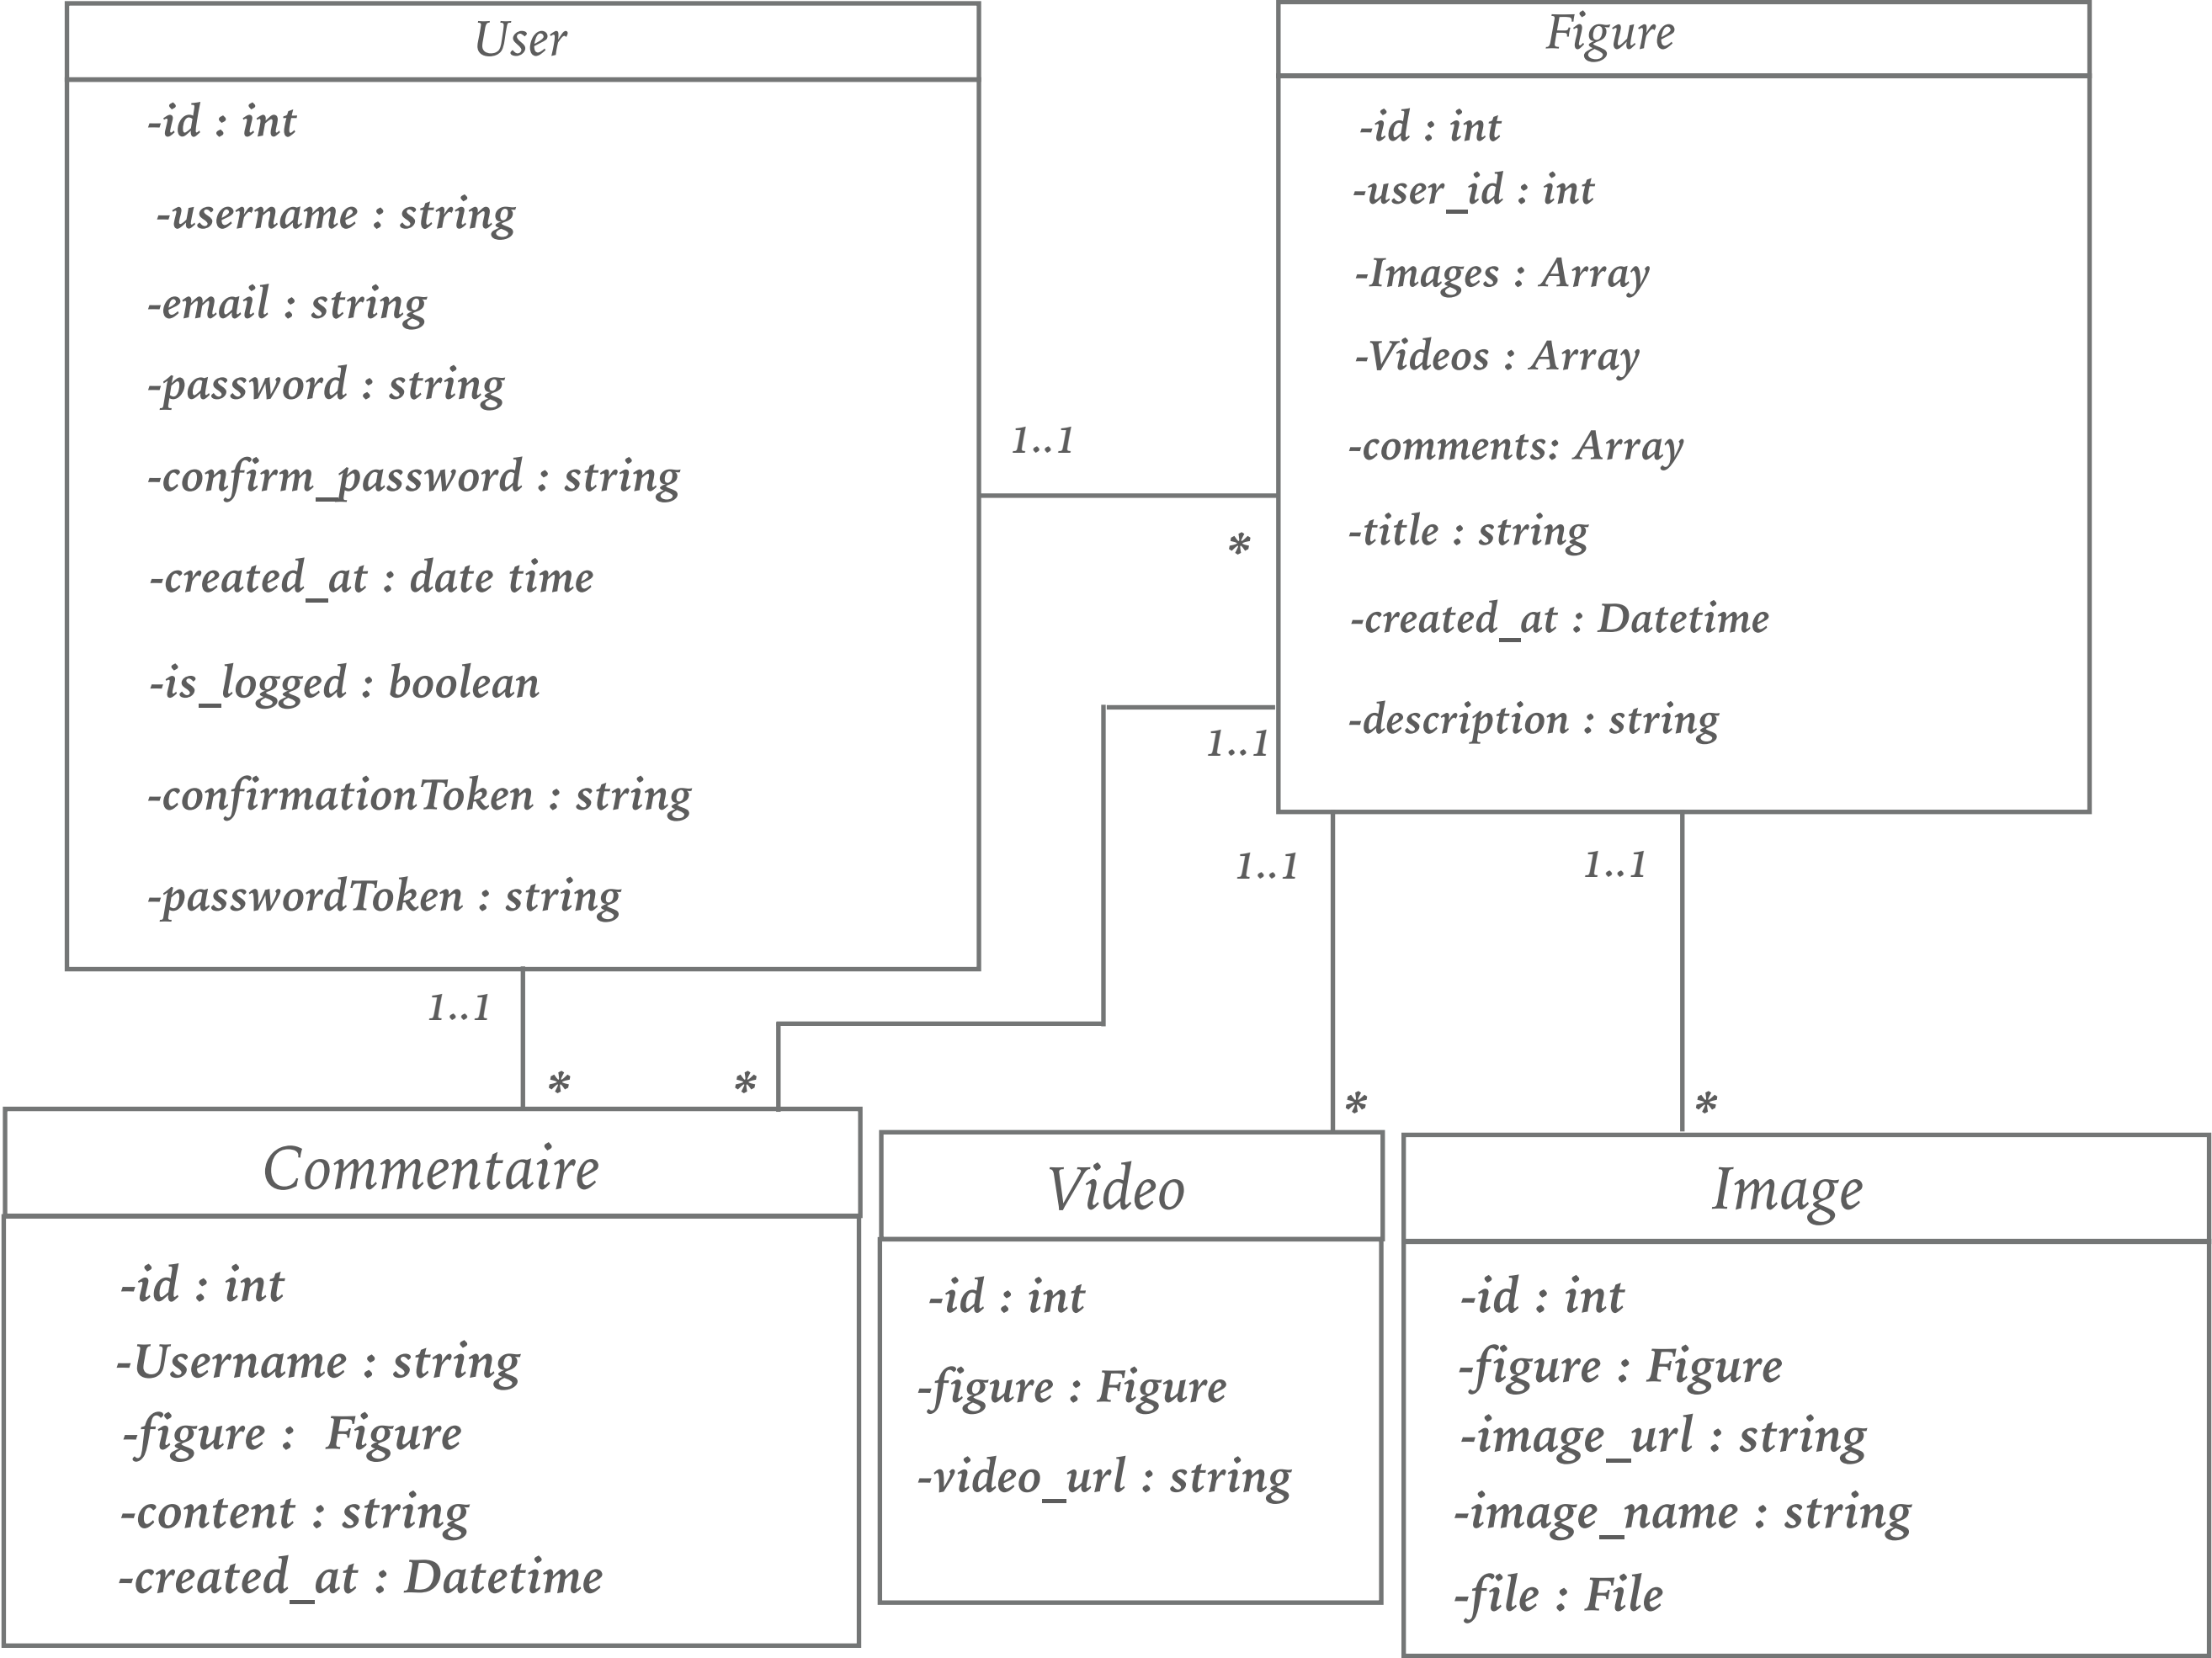 User
-id : int
-username : string
-email : string
-password : string
-confirm_password : string
-created_at : date time
-is_logged : boolean
-confirmationToken : string
-passwordToken : string
Figure
-id : int
-user_id : int
-Images : Array
-Videos : Array
-comments: Array
-title : string
-created_at : Datetime
-description : string
1..1
*
1..1
1..1
1..1
1..1
*
*
*
*
Commentaire
-id : int
-Username : string
-figure : Figure
-content : string
-created_at : Datetime
Video
-id : int
-figure : Figure
-video_url : string
Image
-id : int
-figure : Figure
-image_url : string
-image_name : string
-file : File